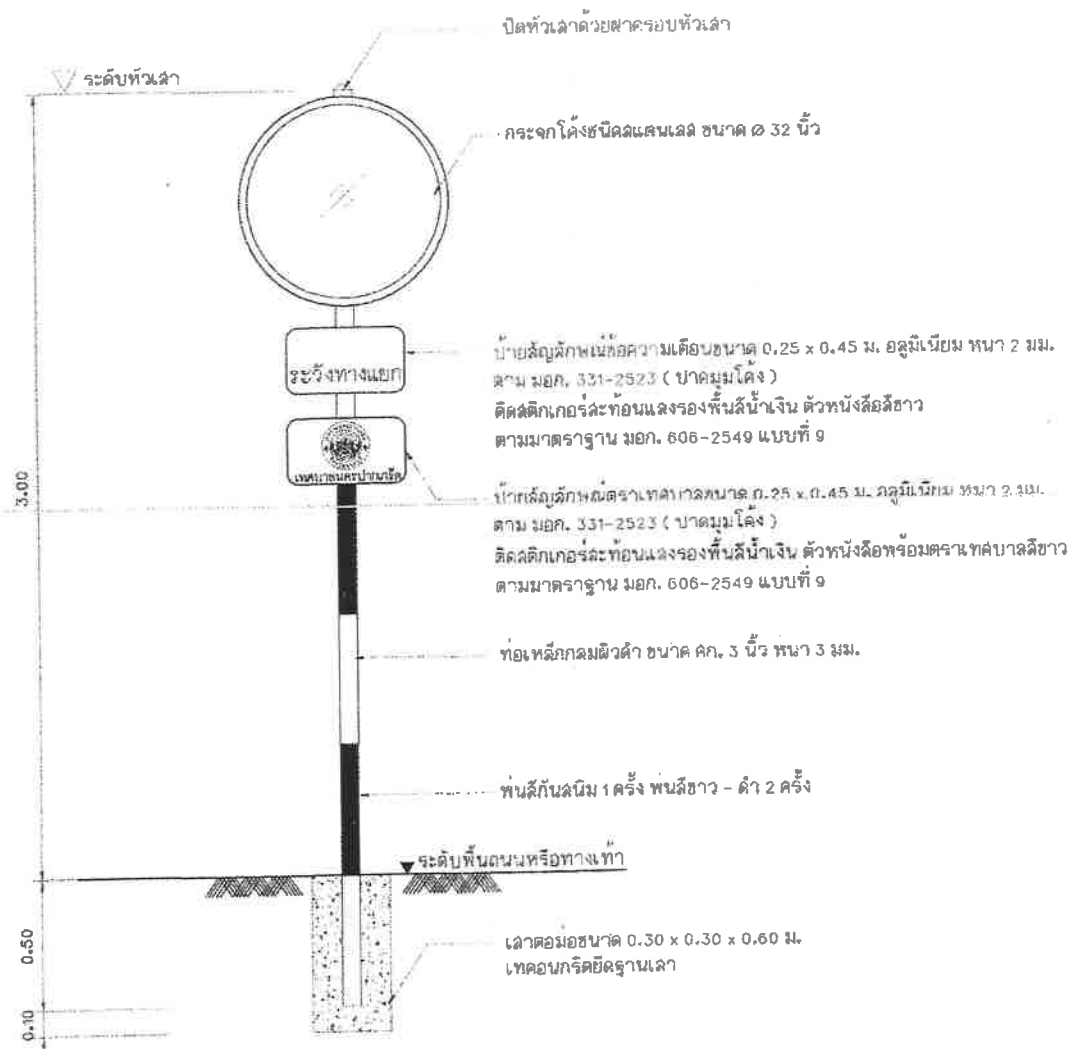 ปิดหัวเสาด้วยฝาครอบหัวเสา
ระดับหัวเสา
กระจกโค้งชนิดสแตนเลส ขนาด Ø 32 นิ้ว
ป้ายสัญลักษณ์ข้อความเตือนขนาด 0.25 x 0.45 ม. อลูมิเนียม หนา 2 มม.
ตาม มอก. 331-2523 ( ปาดมุมโค้ง )
ติดสติกเกอร์สะท้อนแสงรองพื้นสีน้ำเงิน ตัวหนังสือสีขาว
ตามมาตราฐาน มอก. 606-2549 แบบที่ 9
ระวังทางแยก
เทศบาลนครปากเกร็ด
ป้ายสัญลักษณ์ตราเทศบาลขนาด 0.25 x 0.45 ม. อลูมิเนียม หนา 2 มม.
ตาม มอก. 331-2523 ( ปาดมุมโค้ง )
ติดสติกเกอร์สะท้อนแสงรองพื้นสีน้ำเงิน ตัวหนังสือพร้อมตราเทศบาลสีขาว
ตามมาตราฐาน มอก. 606-2549 แบบที่ 9
3.00
ท่อเหล็กกลมผิวดำ ขนาด ศก. 3 นิ้ว หนา 3 มม.
พ่นสีกันสนิม 1 ครั้ง พ่นสีขาว - ดำ 2 ครั้ง
ระดับพื้นถนนหรือทางเท้า
0.50
เสาตอม่อขนาด 0.30 x 0.30 x 0.60 ม.
เทคอนกรีตยึดฐานเสา
0.10